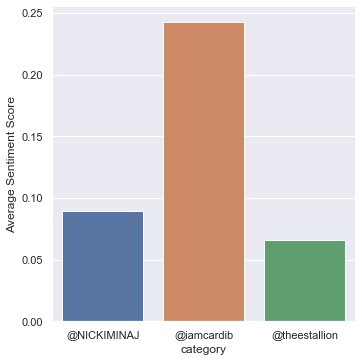 0.25
0.20
0.15
0.10
0.05
0.00
Average Sentiment Score
@NICKIMINAJ
@iamcardib
@theestallion
category